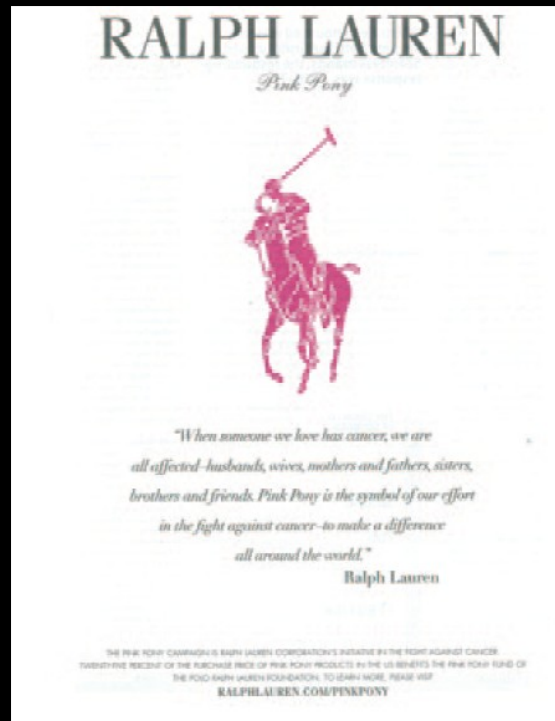 RALPH LAUREN
Pink Pony
"When someone we love has cancer, we are
all affected–husbands, wives, mothers and fathers, sisters,
brothers and friends. Pink Pony is the symbol of our effort
in the fight against cancer–to make a difference
all around the world."
Ralph Lauren
THE PINK PONY CAMPAIGN IS RALPH LAUREN CORPORATION'S INITIATIVE IN THE FIGHT AGAINST CANCER.
TWENTY-FIVE PERCENT OF THE PURCHASE PRICE OF PINK PONY PRODUCTS IN THE US BENEFITS THE PINK PONY FUND OF
THE POLO RALPH LAUREN FOUNDATION. TO LEARN MORE, PLEASE VISIT
RALPHLAUREN.COM/PINKPONY